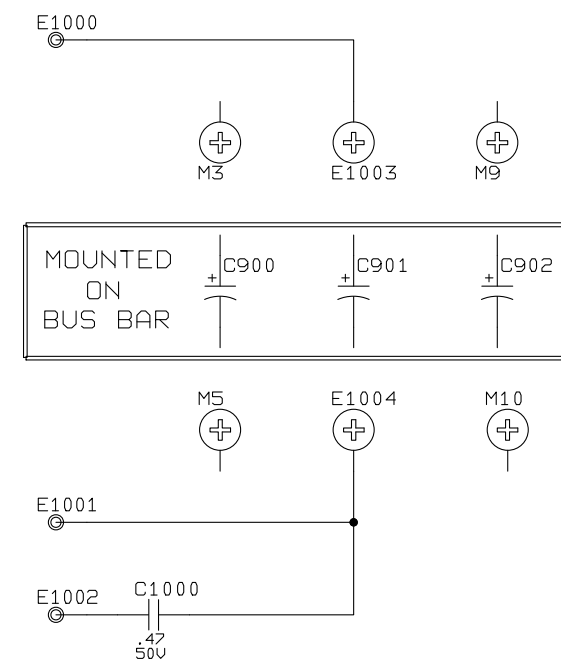 E1000
M3
E1003
M9
MOUNTED
ON
BUS BAR
+ C900
+ C901
+ C902
M5
E1004
M10
E1001
E1002
C1000
.47
50V